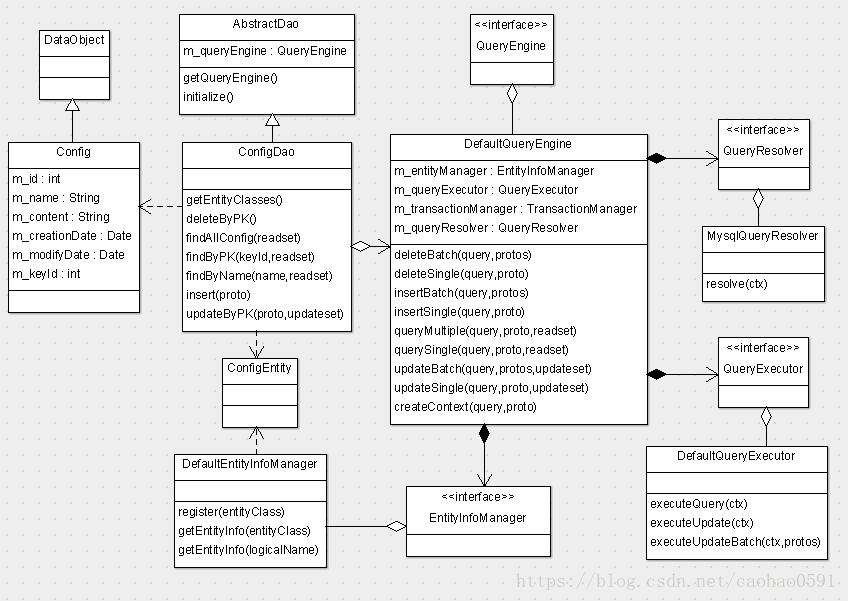 DataObject
AbstractDao
m_queryEngine : QueryEngine
getQueryEngine()
initialize()
<<interface>>
QueryEngine
Config
m_id : int
m_name : String
m_content : String
m_creationDate : Date
m_modifyDate : Date
m_keyId : int
ConfigDao
getEntityClasses()
deleteByPK()
findAllConfig(readset)
findByPK(keyId,readset)
findByName(name,readset)
insert(proto)
updateByPK(proto,updateset)
DefaultQueryEngine
m_entityManager : EntityInfoManager
m_queryExecutor : QueryExecutor
m_transactionManager : TransactionManager
m_queryResolver : QueryResolver
deleteBatch(query,protos)
deleteSingle(query,proto)
insertBatch(query,protos)
insertSingle(query,proto)
queryMultiple(query,proto,readset)
querySingle(query,proto,readset)
updateBatch(query,protos,updateset)
updateSingle(query,proto,updateset)
createContext(query,proto)
<<interface>>
QueryResolver
MysqlQueryResolver
resolve(ctx)
<<interface>>
QueryExecutor
ConfigEntity
DefaultEntityInfoManager
register(entityClass)
getEntityInfo(entityClass)
getEntityInfo(logicalName)
<<interface>>
EntityInfoManager
DefaultQueryExecutor
executeQuery(ctx)
executeUpdate(ctx)
executeUpdateBatch(ctx,protos)
https://blog.csdn.net/caohao0591